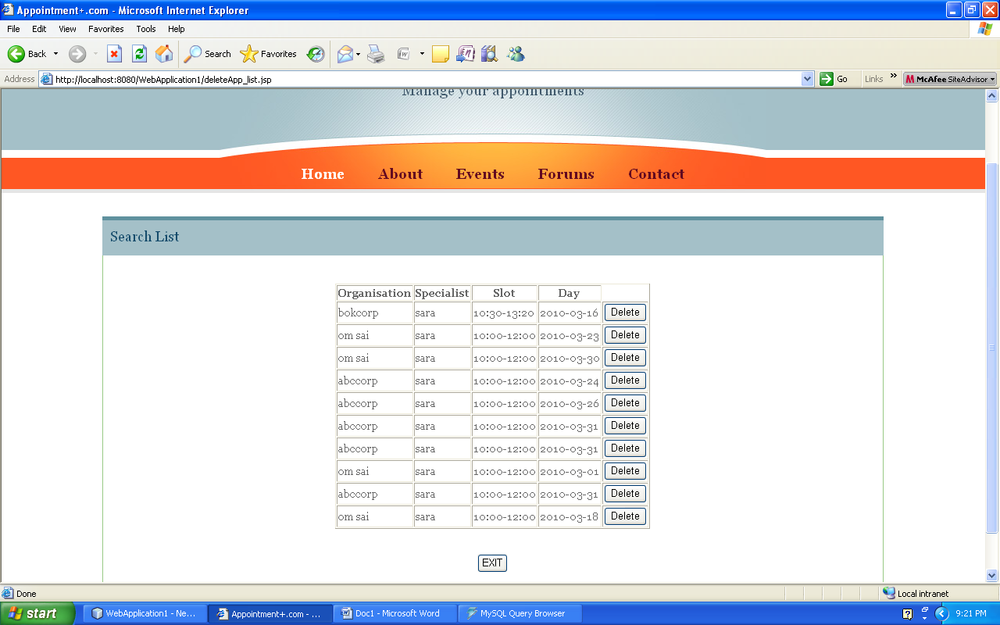 Appointment+.com - Microsoft Internet Explorer
File Edit View Favorites Tools Help
Back Search Favorites
Address http://localhost:8080/WebApplication1/deleteApp_list.jsp Go Links » McAfee SiteAdvisor
Manage your appointments
Home About Events Forums Contact
Search List
Organisation Specialist Slot Day
bokcorp sara 10:30-13:20 2010-03-16 Delete
om sai sara 10:00-12:00 2010-03-23 Delete
om sai sara 10:00-12:00 2010-03-30 Delete
abccorp sara 10:00-12:00 2010-03-24 Delete
abccorp sara 10:00-12:00 2010-03-26 Delete
abccorp sara 10:00-12:00 2010-03-31 Delete
abccorp sara 10:00-12:00 2010-03-31 Delete
om sai sara 10:00-12:00 2010-03-01 Delete
abccorp sara 10:00-12:00 2010-03-31 Delete
om sai sara 10:00-12:00 2010-03-18 Delete
EXIT
Done Local intranet
start WebApplication1 - Ne... Appointment+.com - ... Doc1 - Microsoft Word MySQL Query Browser 9:21 PM